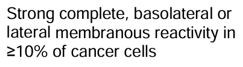 Strong complete, basolateral or
lateral membranous reactivity in
≥10% of cancer cells